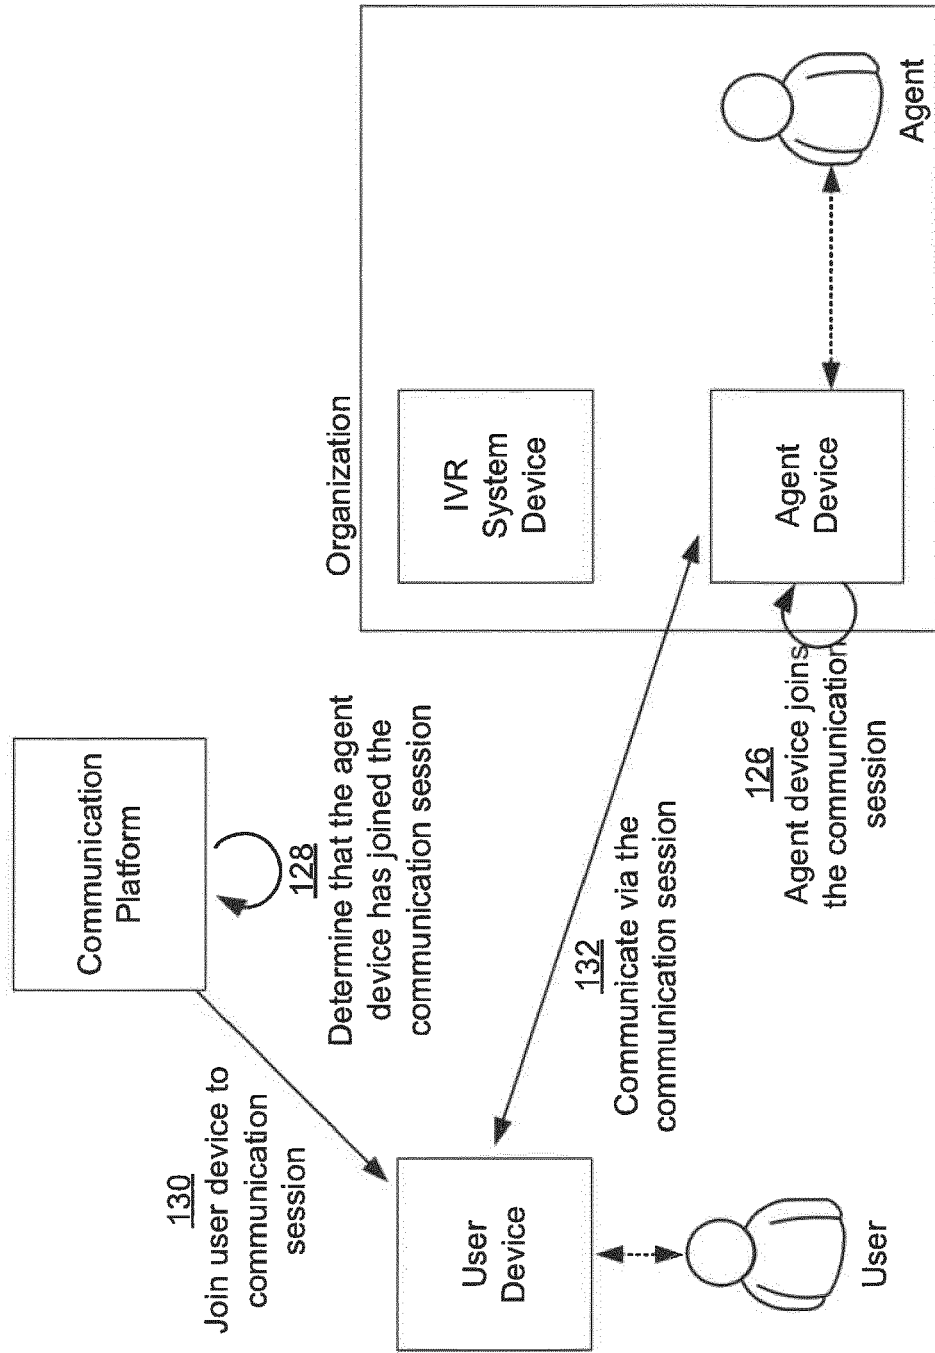 Communication
Platform
130
Join user device to
communication
session
128
Determine that the agent
device has joined the
communication session
Organization
User
Device
IVR
System
Device
132
Communicate via the
communication session
126
Agent device joins
the communication
session
Agent
Device
User
Agent